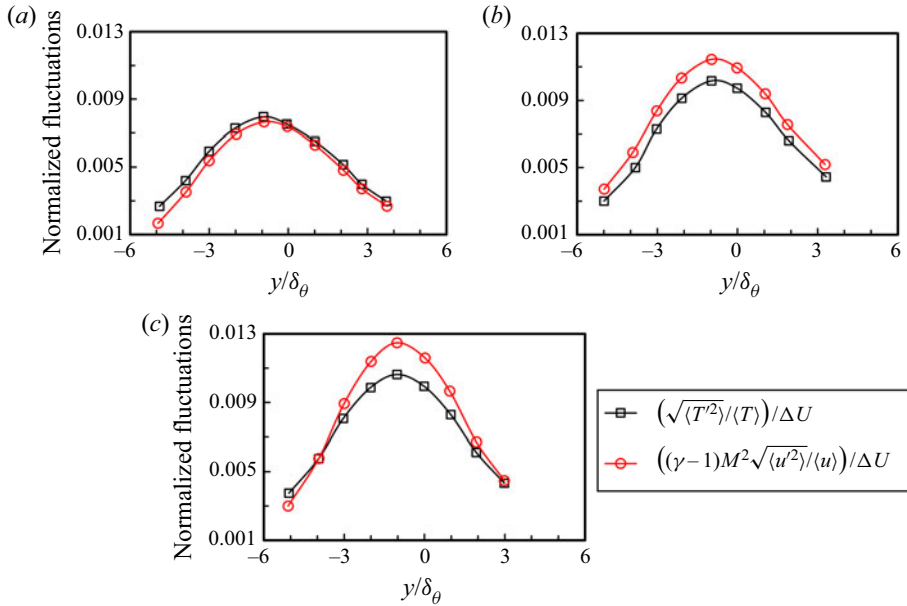 (a)
0.013
0.009
0.005
0.001
Normalized fluctuations
−6 −3 0 3 6
y/δθ
(b)
0.013
0.009
0.005
0.001
−6 −3 0 3 6
y/δθ
(c)
0.013
0.009
0.005
0.001
Normalized fluctuations
−6 −3 0 3 6
y/δθ
(√⟨T′²⟩/⟨T⟩)/ΔU
((γ−1)M²√⟨u′²⟩/⟨u⟩)/ΔU